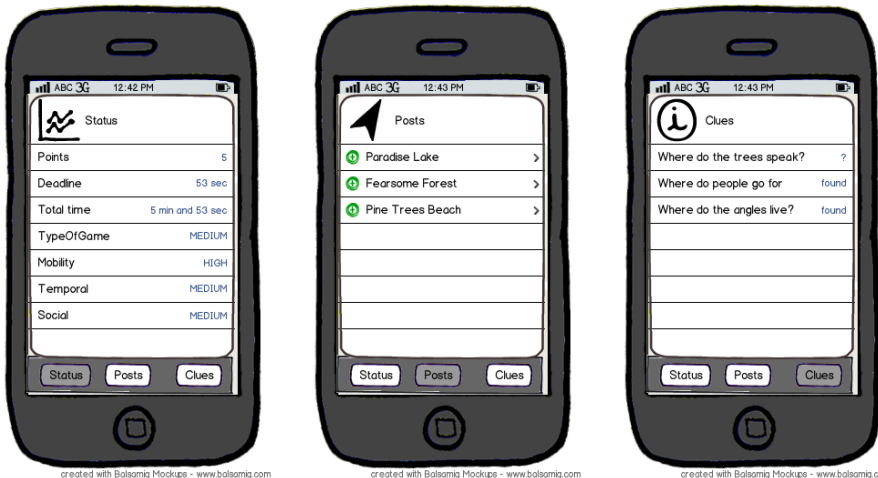 ABC 3G 12:42 PM
Status
Points 5
Deadline 53 sec
Total time 5 min and 53 sec
TypeOfGame MEDIUM
Mobility HIGH
Temporal MEDIUM
Social MEDIUM
Status Posts Clues
created with Balsamiq Mockups - www.balsamiq.com
ABC 3G 12:43 PM
Posts
Paradise Lake
Fearsome Forest
Pine Trees Beach
Status Posts Clues
created with Balsamiq Mockups - www.balsamiq.com
ABC 3G 12:43 PM
Clues
Where do the trees speak? ?
Where do people go for found
Where do the angles live? found
Status Posts Clues
created with Balsamiq Mockups - www.balsamiq.c